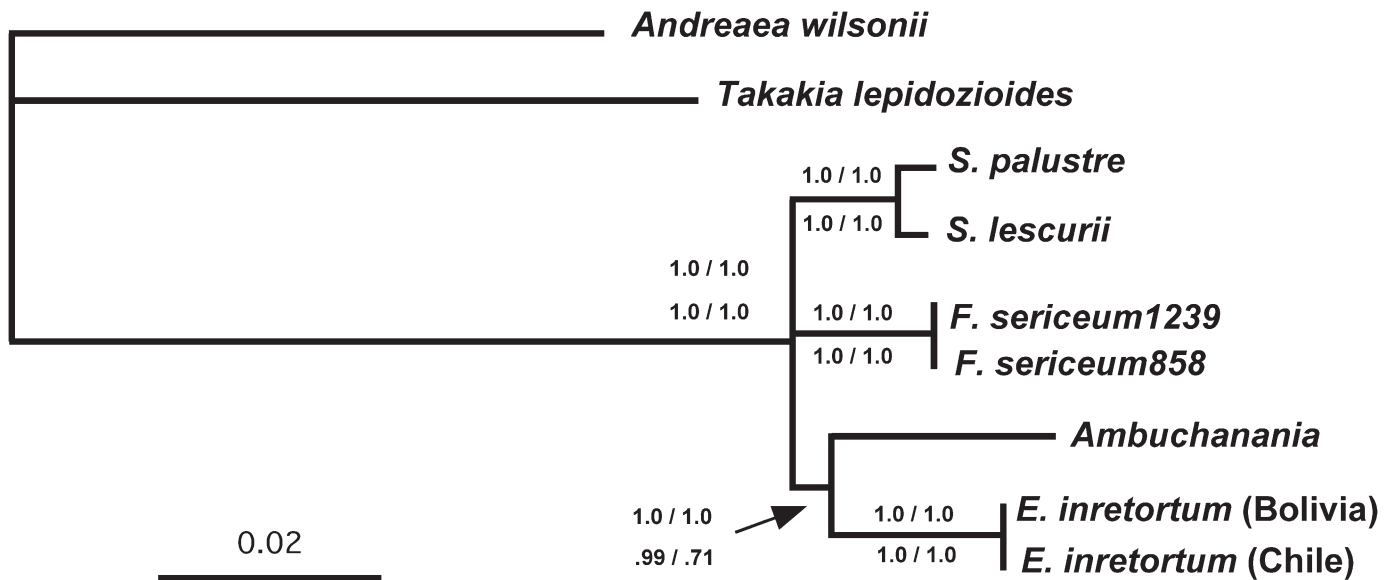 Andreaea wilsonii
Takakia lepidozioides
1.0 / 1.0
S. palustre
1.0 / 1.0
S. lescurii
1.0 / 1.0
1.0 / 1.0
1.0 / 1.0
F. sericeum1239
1.0 / 1.0
F. sericeum858
Ambuchanania
1.0 / 1.0
.99 / .71
1.0 / 1.0
E. inretortum (Bolivia)
1.0 / 1.0
E. inretortum (Chile)
0.02